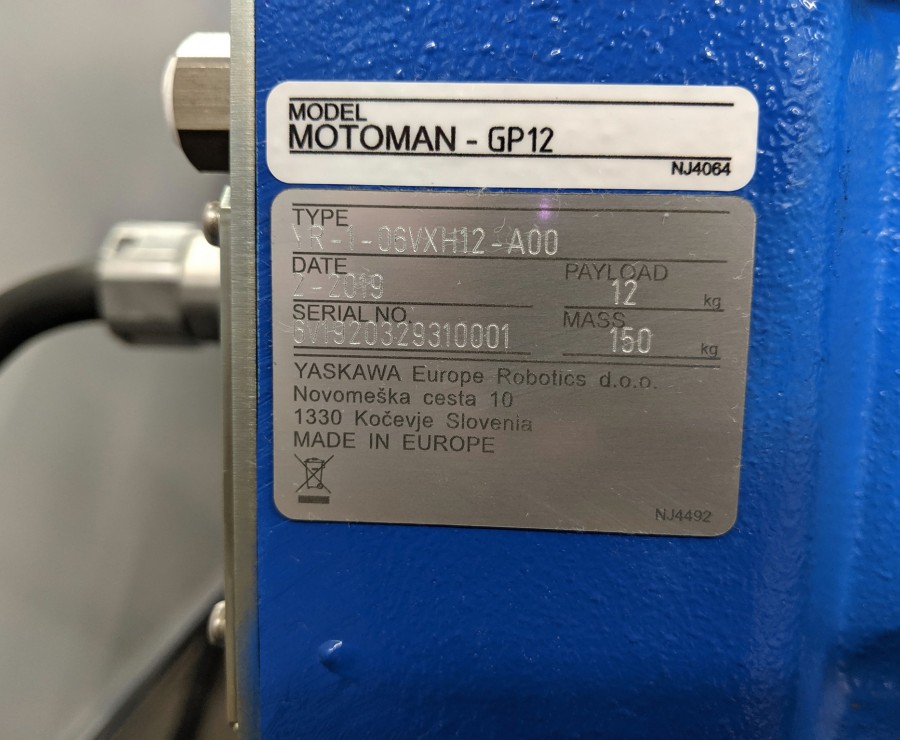 MODEL
MOTOMAN - GP12
NJ4064
TYPE
YR-1-06VXH12-A00
DATE
2-2019
PAYLOAD
12 kg
SERIAL NO.
6V1920329310001
MASS
150 kg
YASKAWA Europe Robotics d.o.o.
Novomeška cesta 10
1330 Kočevje Slovenia
MADE IN EUROPE
NJ4492